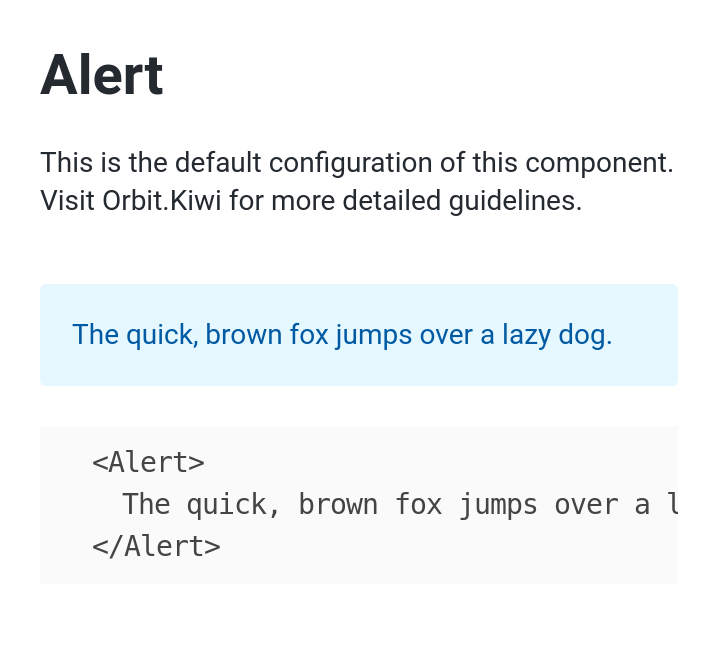 Alert
This is the default configuration of this component.
Visit Orbit.Kiwi for more detailed guidelines.
The quick, brown fox jumps over a lazy dog.
<Alert>
The quick, brown fox jumps over a l
</Alert>